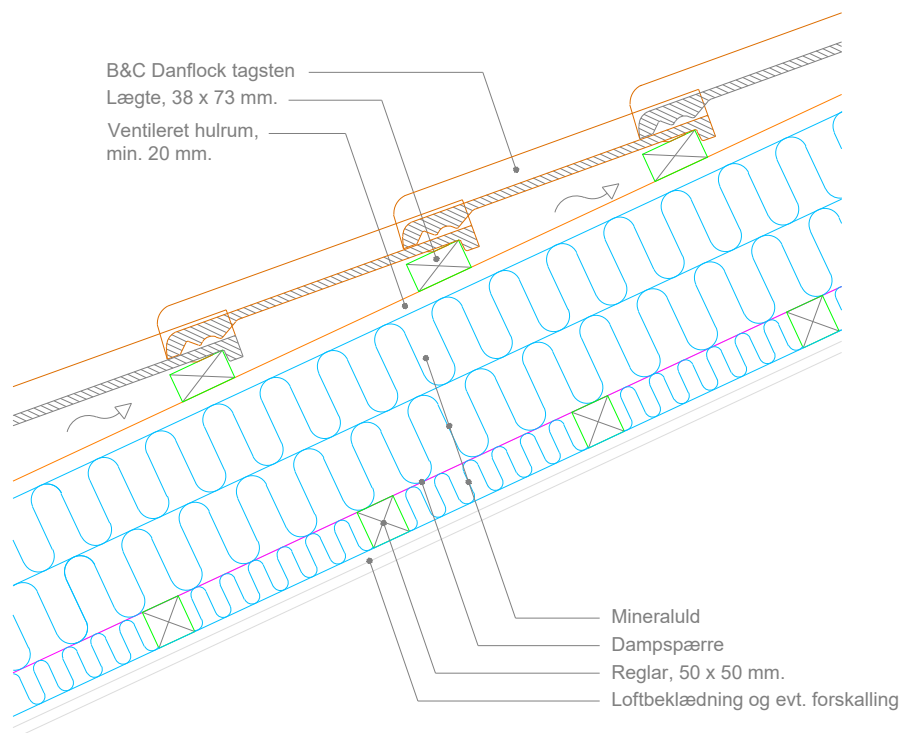 B&C Danflock tagsten
Lægte, 38 x 73 mm.
Ventileret hulrum,
min. 20 mm.
Mineraluld
Dampspærre
Reglar, 50 x 50 mm.
Loftbeklædning og evt. forskalling